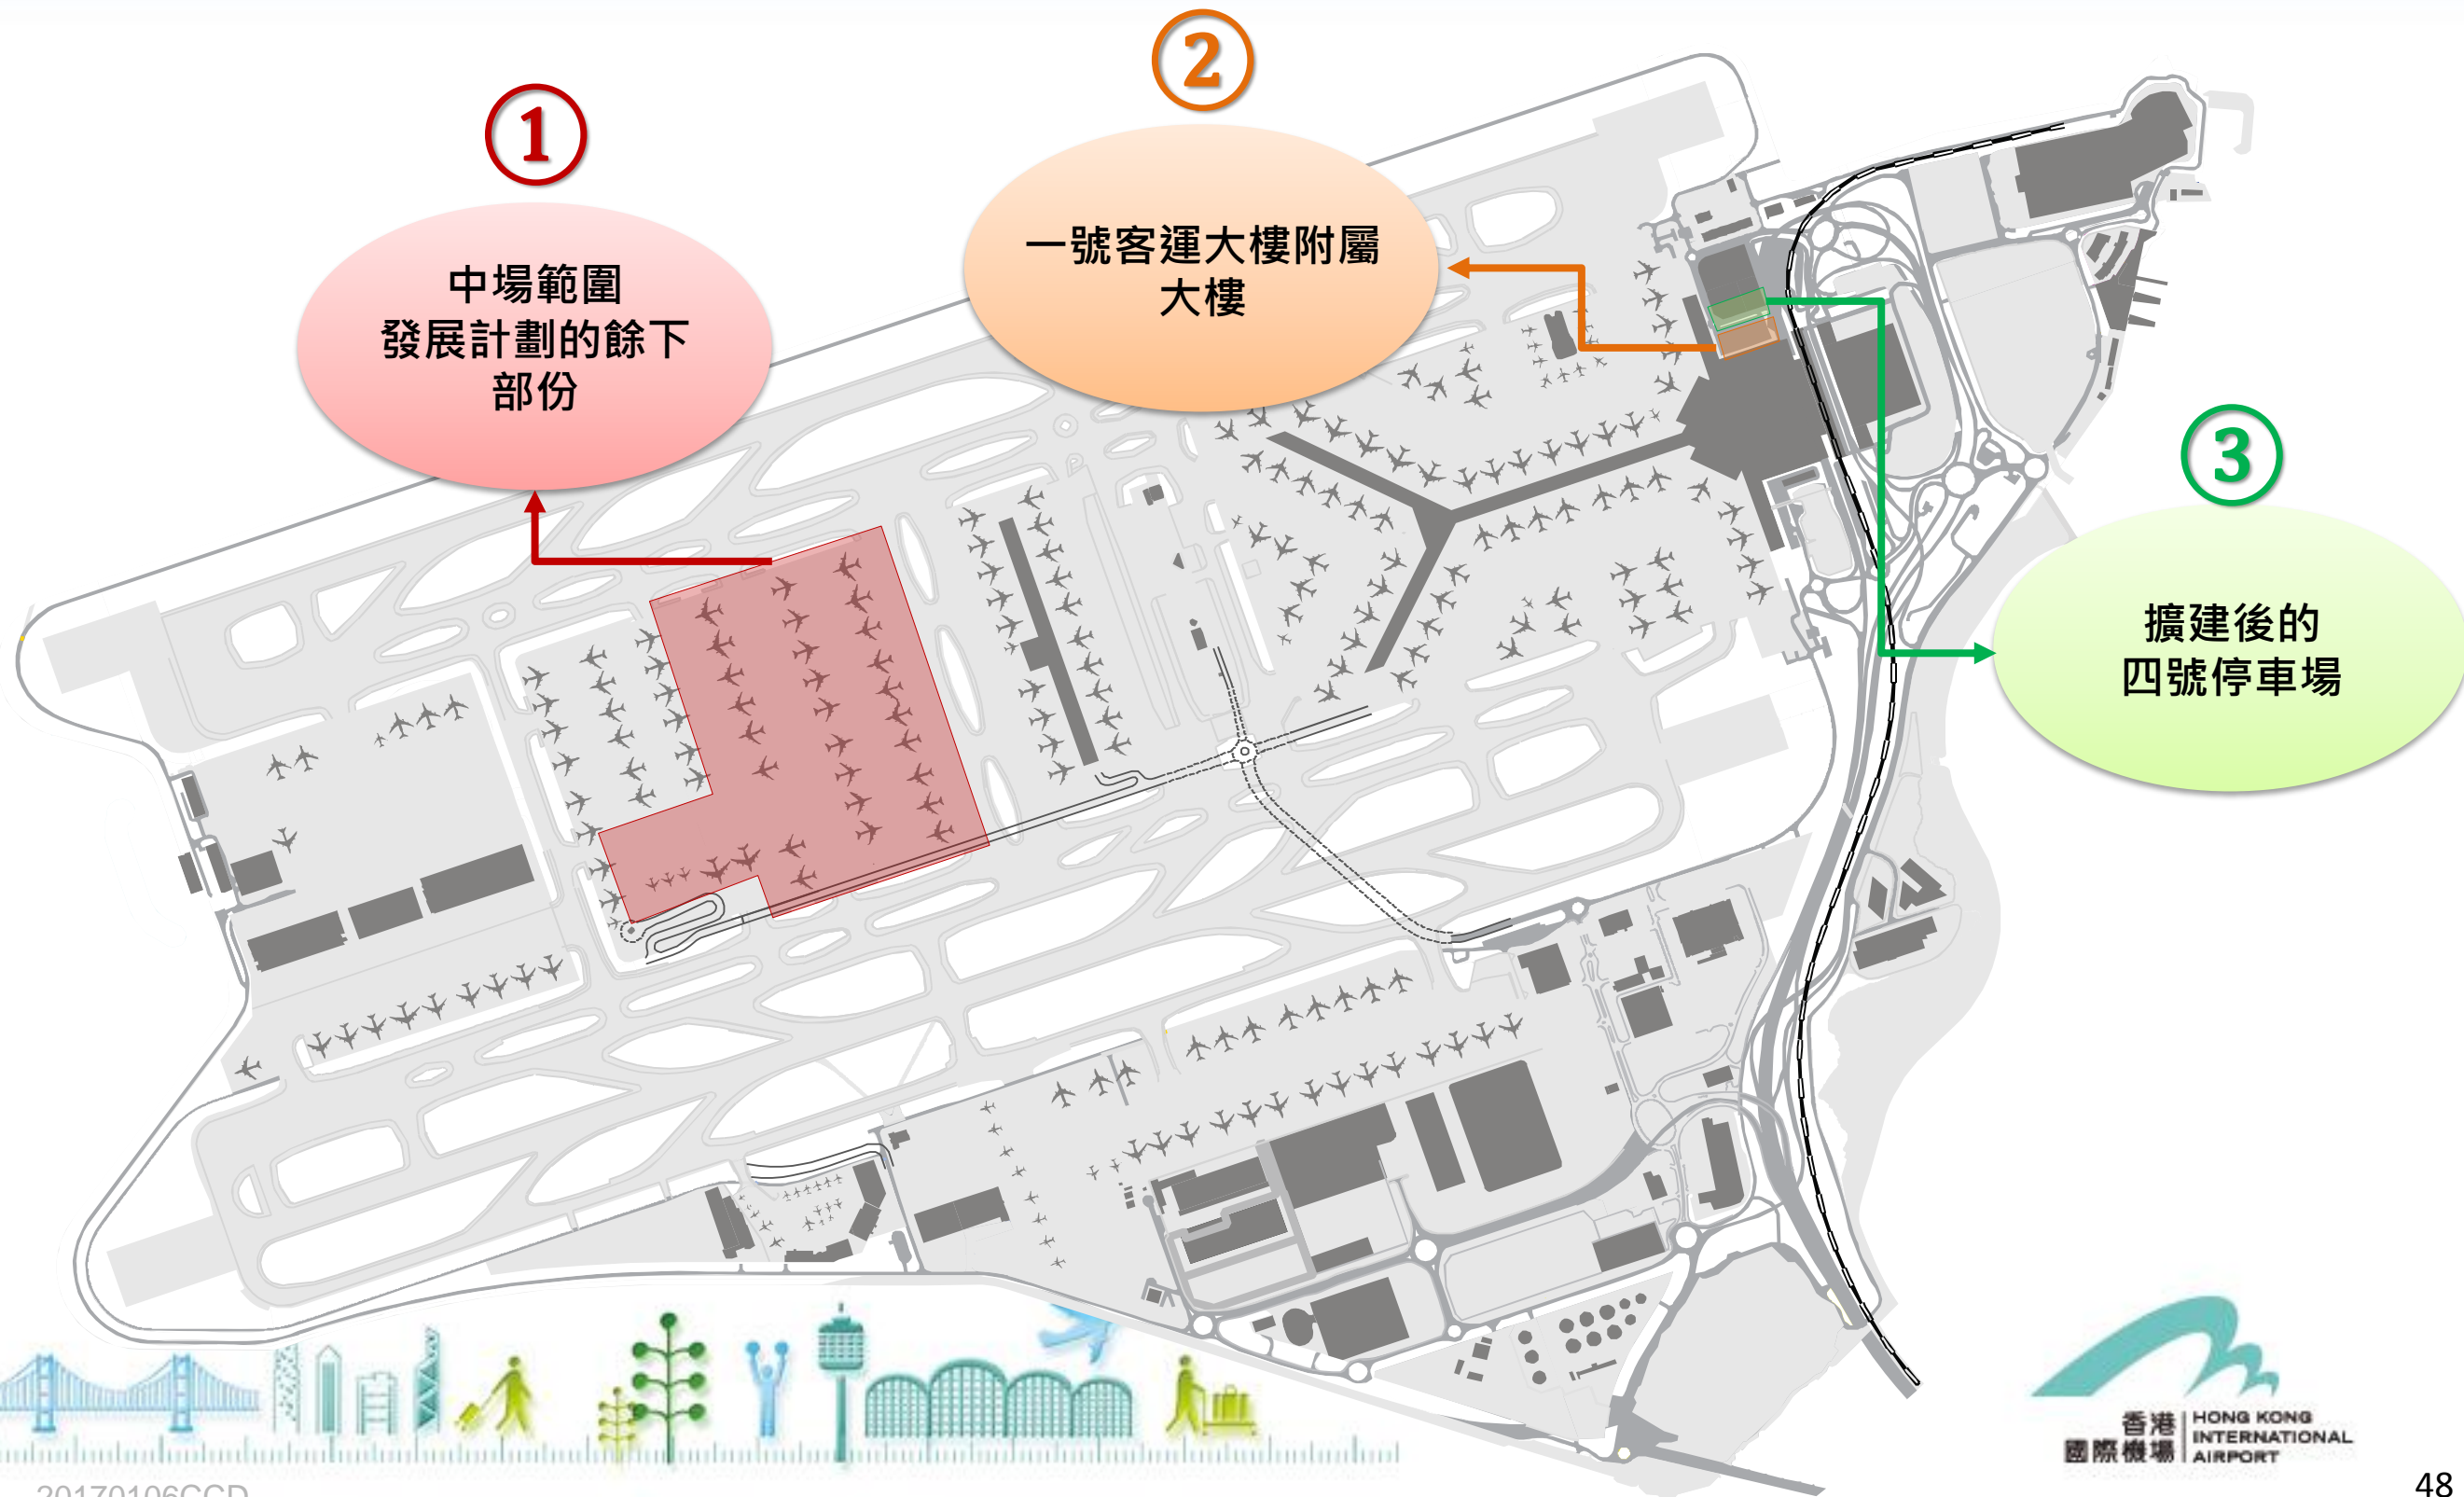 ①
中場範圍
發展計劃的餘下
部份
②
一號客運大樓附屬
大樓
③
擴建後的
四號停車場
香港
國際機場
HONG KONG
INTERNATIONAL
AIRPORT
20170106CCD
48